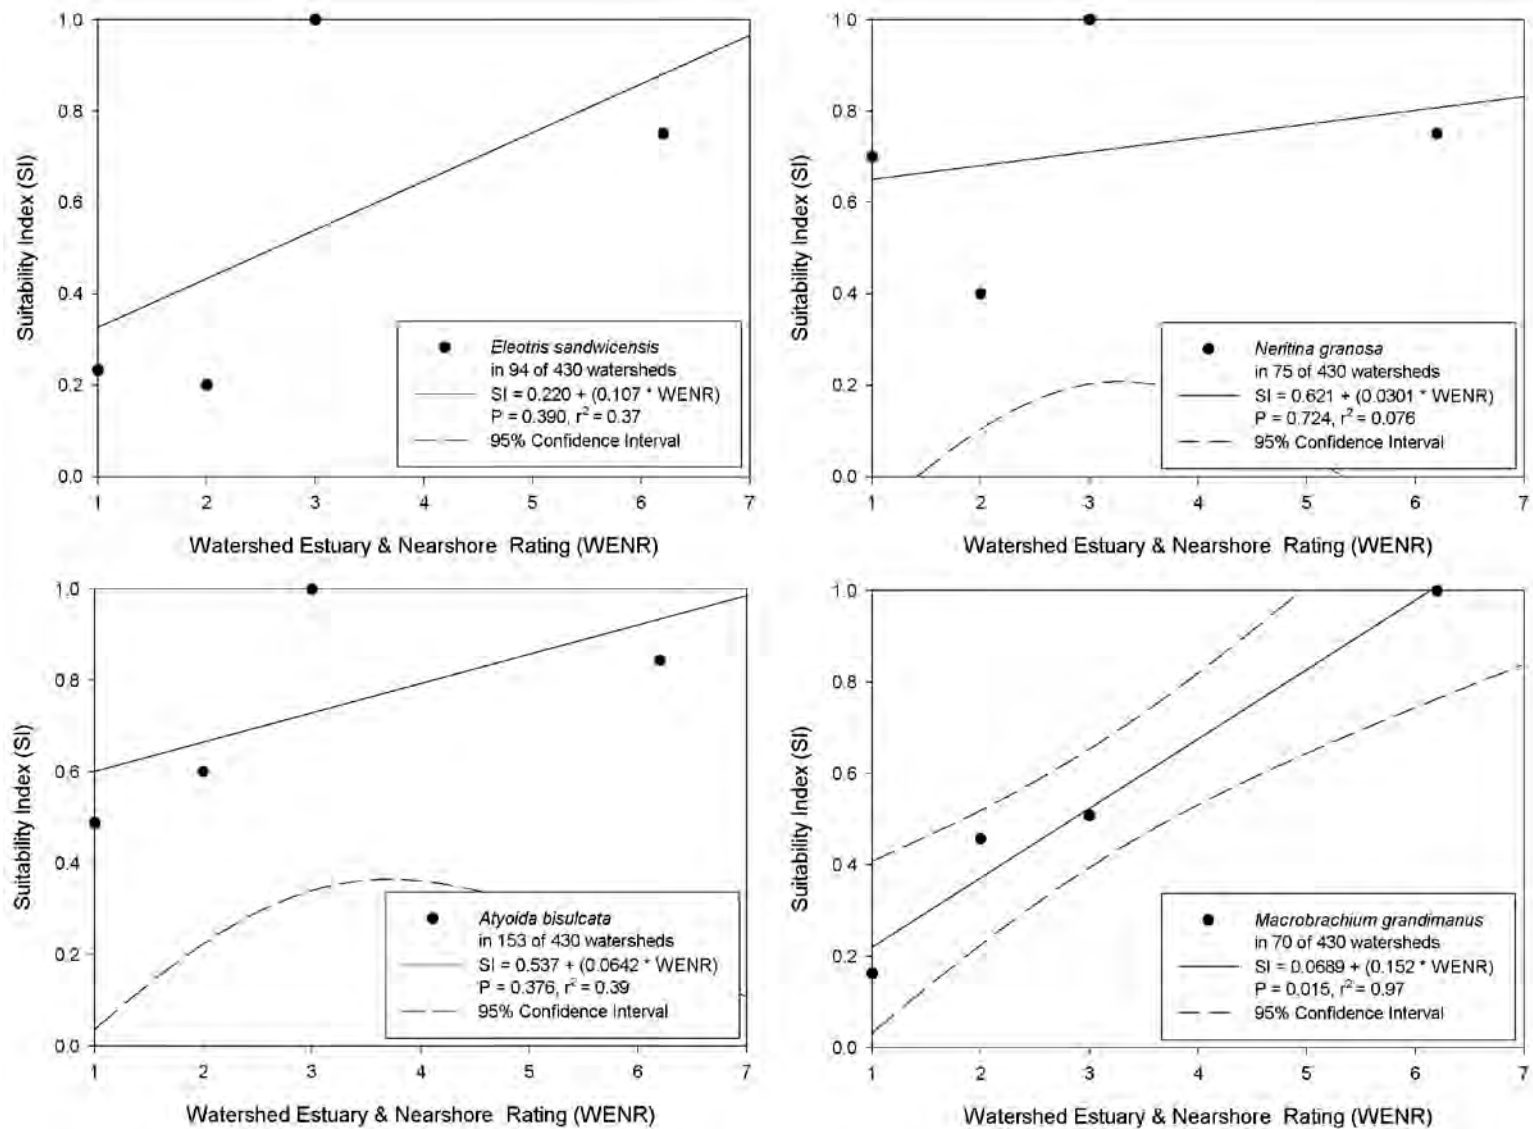 1.0
0.8
0.6
0.4
0.2
0.0
Suitability Index (SI)
Eleotris sandwicensis
in 94 of 430 watersheds
SI = 0.220 + (0.107 * WENR)
P = 0.390, r² = 0.37
95% Confidence Interval
1 2 3 4 5 6 7
Watershed Estuary & Nearshore Rating (WENR)
1.0
0.8
0.6
0.4
0.2
0.0
Suitability Index (SI)
Neritina granosa
in 75 of 430 watersheds
SI = 0.621 + (0.0301 * WENR)
P = 0.724, r² = 0.076
95% Confidence Interval
1 2 3 4 5 6 7
Watershed Estuary & Nearshore Rating (WENR)
1.0
0.8
0.6
0.4
0.2
0.0
Suitability Index (SI)
Atyoida bisulcata
in 153 of 430 watersheds
SI = 0.537 + (0.0642 * WENR)
P = 0.376, r² = 0.39
95% Confidence Interval
1 2 3 4 5 6 7
Watershed Estuary & Nearshore Rating (WENR)
1.0
0.8
0.6
0.4
0.2
0.0
Suitability Index (SI)
Macrobrachium grandimanus
in 70 of 430 watersheds
SI = 0.0689 + (0.152 * WENR)
P = 0.015, r² = 0.97
95% Confidence Interval
1 2 3 4 5 6 7
Watershed Estuary & Nearshore Rating (WENR)